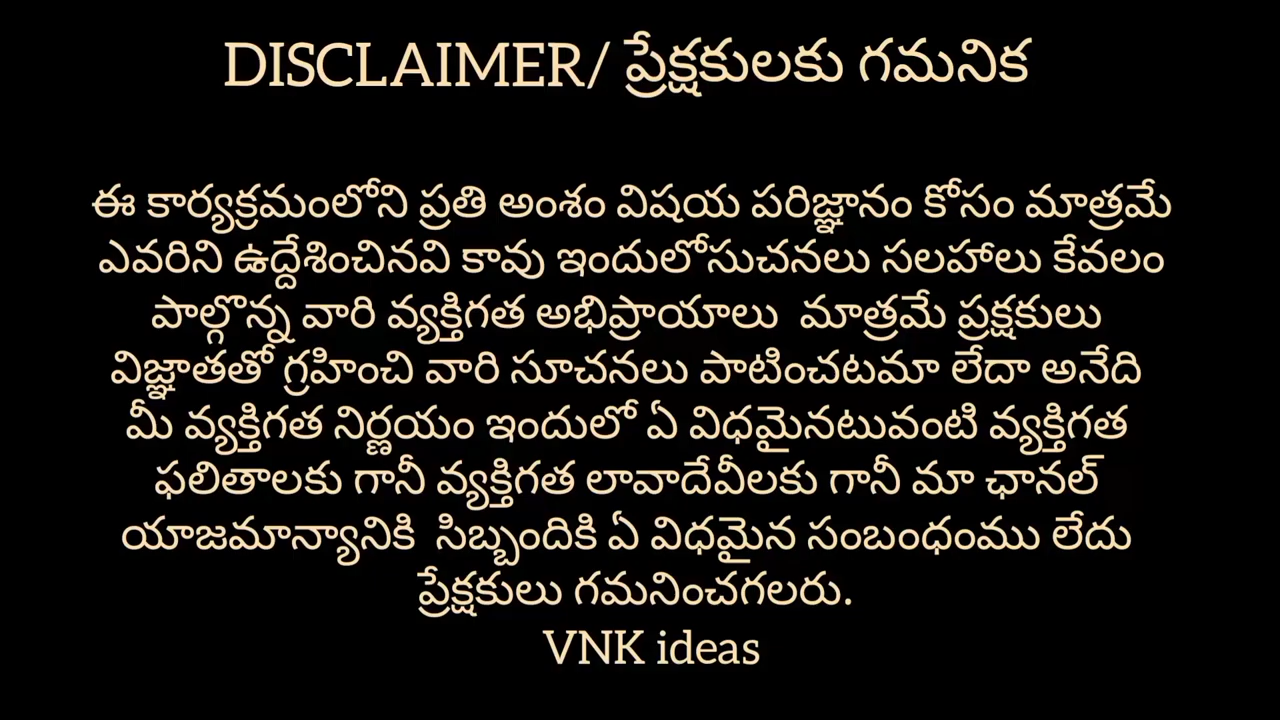 DISCLAIMER/ ప్రేక్షకులకు గమనిక
ఈ కార్యక్రమంలోని ప్రతి అంశం విషయ పరిజ్ఞానం కోసం మాత్రమే
ఎవరిని ఉద్దేశించినవి కావు ఇందులోసుచనలు సలహాలు కేవలం
పాల్గొన్న వారి వ్యక్తిగత అభిప్రాయాలు మాత్రమే ప్రక్షకులు
విజ్ఞాతతో గ్రహించి వారి సూచనలు పాటించటమా లేదా అనేది
మీ వ్యక్తిగత నిర్ణయం ఇందులో ఏ విధమైనటువంటి వ్యక్తిగత
ఫలితాలకు గానీ వ్యక్తిగత లావాదేవీలకు గానీ మా ఛానల్
యాజమాన్యానికి సిబ్బందికి ఏ విధమైన సంబంధంము లేదు
ప్రేక్షకులు గమనించగలరు.
VNK ideas